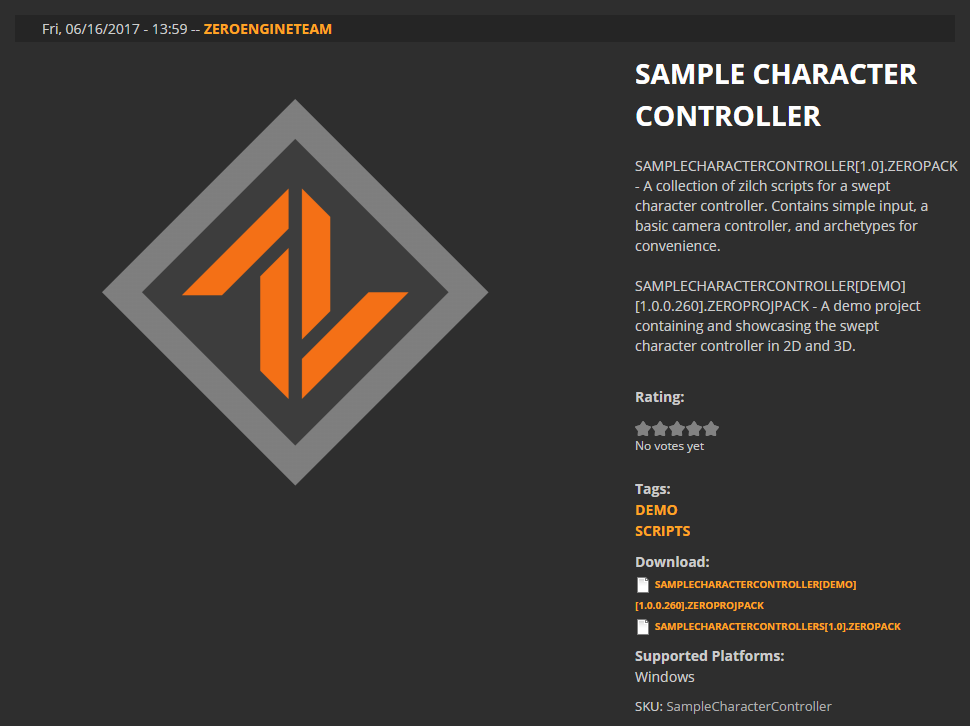 Fri, 06/16/2017 - 13:59 -- ZEROENGINETEAM
SAMPLE CHARACTER
CONTROLLER
SAMPLECHARACTERCONTROLLER[1.0].ZEROPACK
- A collection of zilch scripts for a swept
character controller. Contains simple input, a
basic camera controller, and archetypes for
convenience.
SAMPLECHARACTERCONTROLLER[DEMO]
[1.0.0.260].ZEROPROJPACK - A demo project
containing and showcasing the swept
character controller in 2D and 3D.
Rating:
No votes yet
Tags:
DEMO
SCRIPTS
Download:
SAMPLECHARACTERCONTROLLER[DEMO]
[1.0.0.260].ZEROPROJPACK
SAMPLECHARACTERCONTROLLERS[1.0].ZEROPACK
Supported Platforms:
Windows
SKU: SampleCharacterController